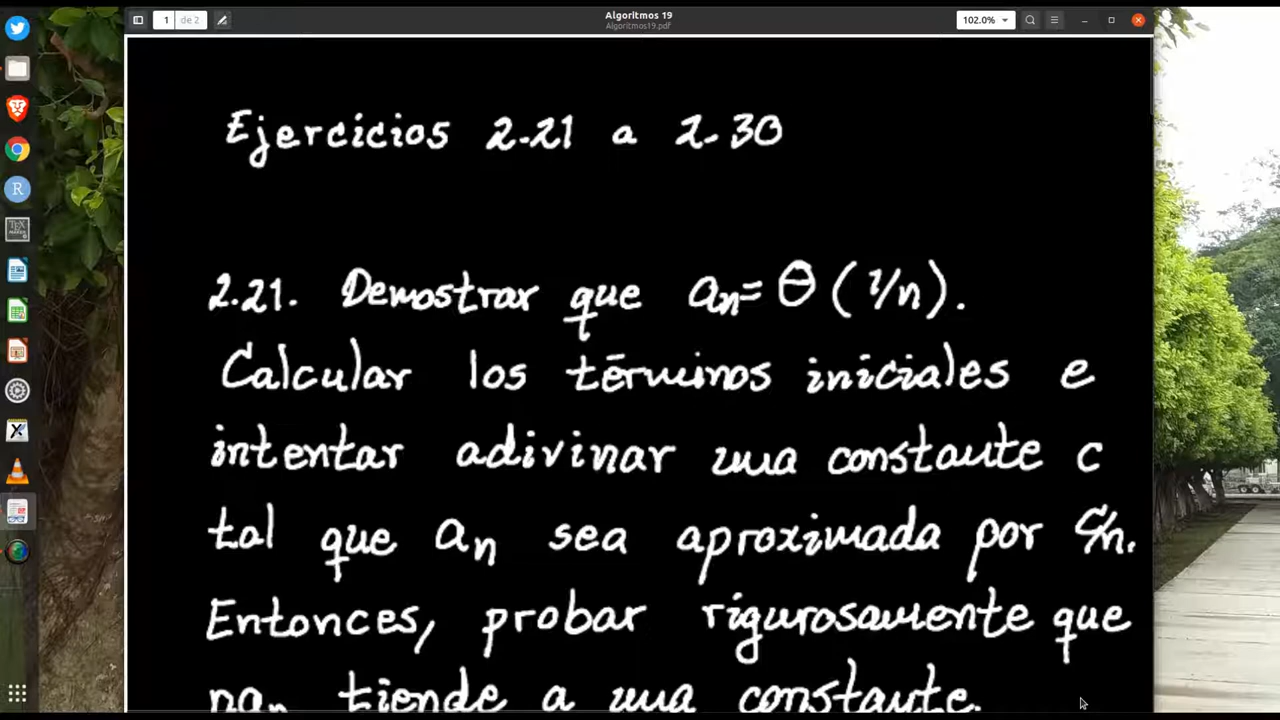 Algoritmos 19
Algoritmos19.pdf
1 de 2
102.0%
Ejercicios 2.21 a 2.30
2.21. Demostrar que aₙ = Θ(1/n).
Calcular los términos iniciales e
intentar adivinar una constante c
tal que aₙ sea aproximada por c/n.
Entonces, probar rigurosamente que
naₙ tiende a una constante.